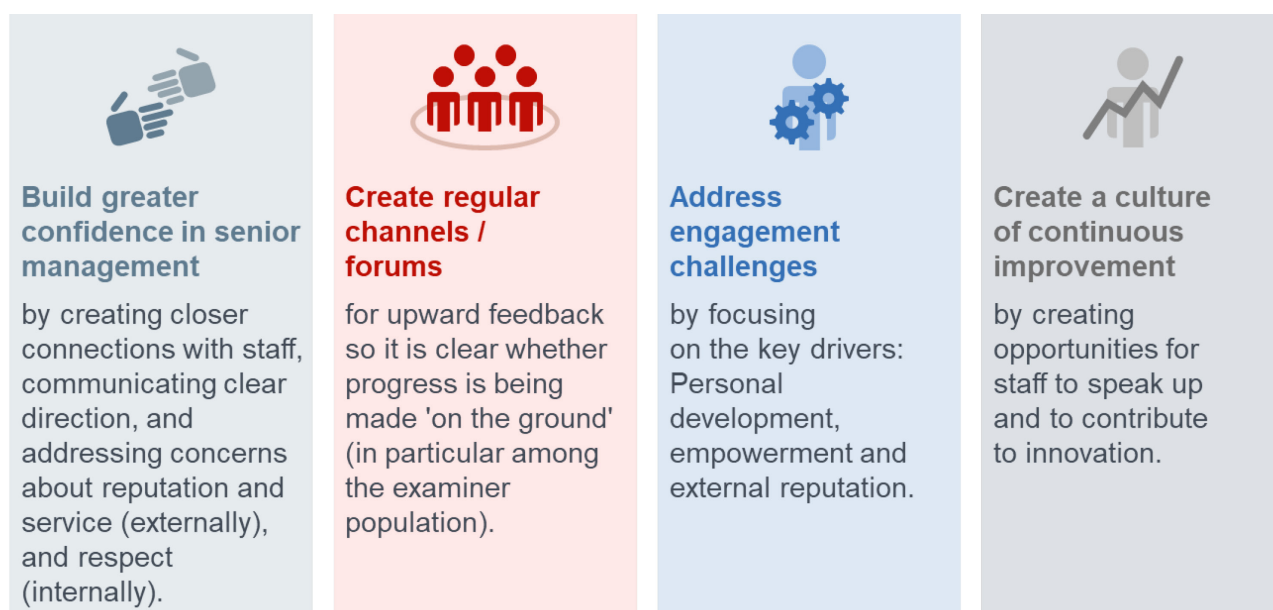 Build greater
confidence in senior
management
by creating closer
connections with staff,
communicating clear
direction, and
addressing concerns
about reputation and
service (externally),
and respect
(internally).
Create regular
channels /
forums
for upward feedback
so it is clear whether
progress is being
made 'on the ground'
(in particular among
the examiner
population).
Address
engagement
challenges
by focusing
on the key drivers:
Personal
development,
empowerment and
external reputation.
Create a culture
of continuous
improvement
by creating
opportunities for
staff to speak up
and to contribute
to innovation.